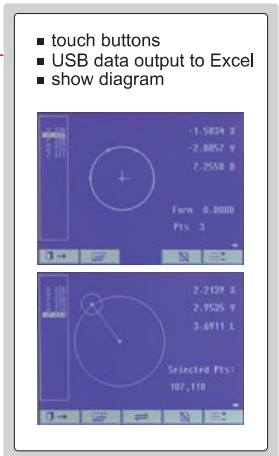 ■ touch buttons
■ USB data output to Excel
■ show diagram
-1.5834 X
-2.8057 Y
7.2550 D
Form 0.0000
Pts 3
2.2139 X
2.9535 Y
3.6911 L
Selected Pts:
107,110